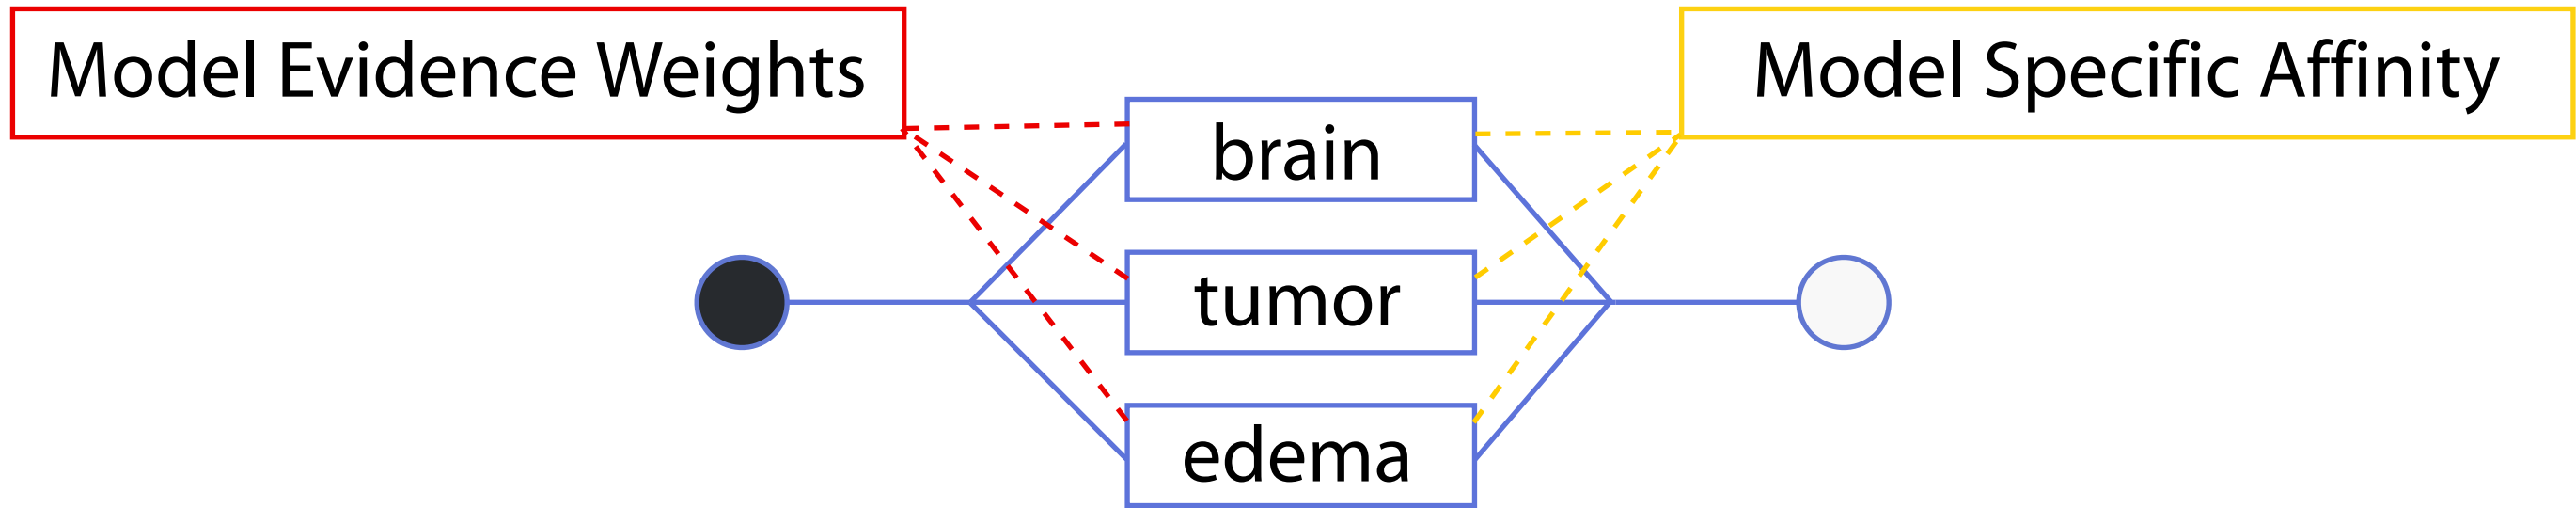 Model Evidence Weights
Model Specific Affinity
brain
tumor
edema